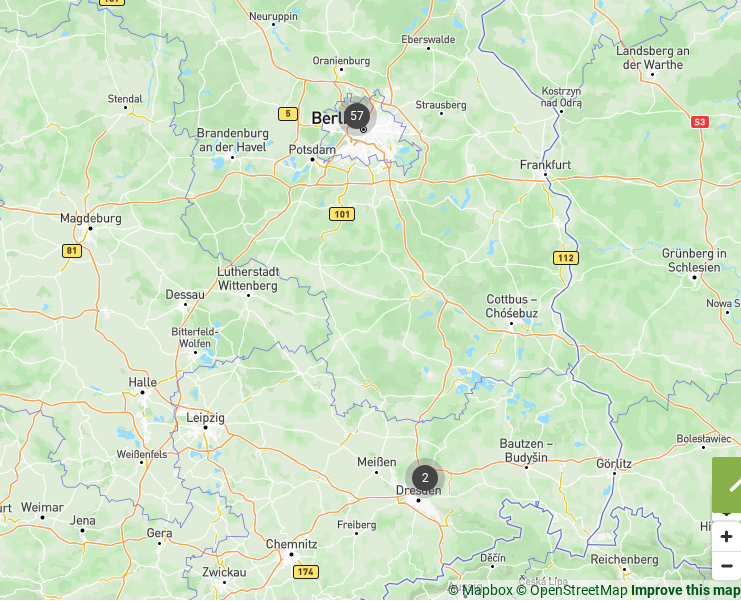 Neuruppin
Eberswalde
Landsberg an
der Warthe
Oranienburg
Kostrzyn
nad Odrą
Stendal
Strausberg
5
57
S3
Brandenburg
an der Havel
Potsdam
Frankfurt
Magdeburg
101
81
112
Grünberg in
Schlesien
Lutherstadt
Wittenberg
Dessau
Cottbus –
Chóśebuz
Nowa S
Bitterfeld-
Wolfen
Halle
Leipzig
Bolesławiec
Bautzen –
Budyšin
Weißenfels
Meißen
Görlitz
2
Dresden
Weimar
Jena
Freiberg
Gera
Chemnitz
Zwickau
174
Děčín
Reichenberg
+
−
Česká Lípa
© Mapbox © OpenStreetMap Improve this map